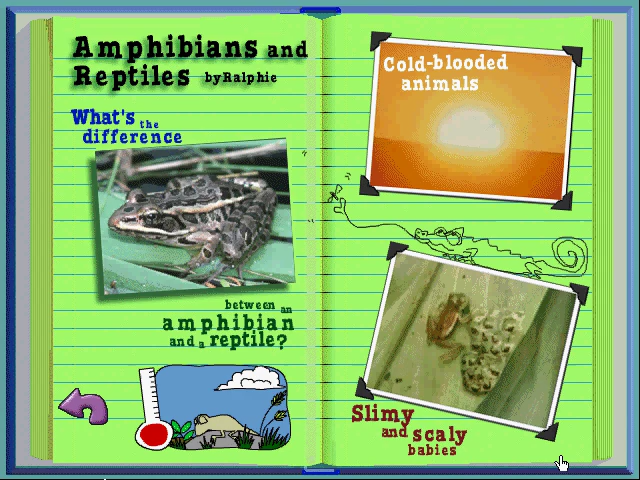 Amphibians and
Reptiles by Ralphie
What's the
difference
between an
amphibian
and a reptile?
Cold-blooded
animals
Slimy
and scaly
babies